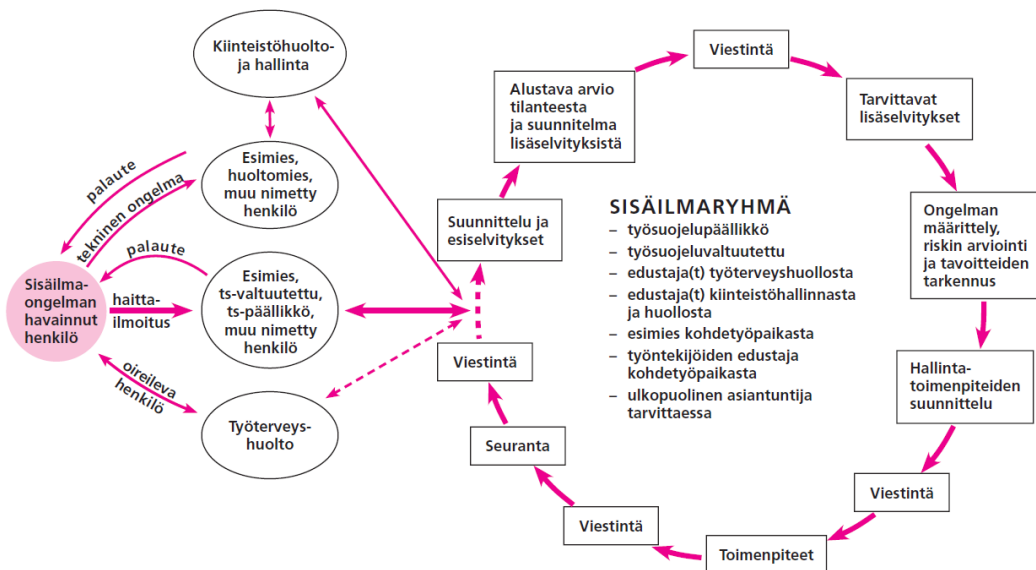 Kiinteistöhuolto-
ja hallinta
Esimies,
huoltomies,
muu nimetty
henkilö
palaute
tekninen ongelma
palaute
Sisäilma-
ongelman
havainnut
henkilö
haitta-
ilmoitus
Esimies,
ts-valtuutettu,
ts-päällikkö,
muu nimetty
henkilö
oireileva
henkilö
Työterveys-
huolto
Suunnittelu ja
esiselvitykset
Alustava arvio
tilanteesta
ja suunnitelma
lisäselvityksistä
Viestintä
Tarvittavat
lisäselvitykset
Ongelman
määrittely,
riskin arviointi
ja tavoitteiden
tarkennus
Hallinta-
toimenpiteiden
suunnittelu
Viestintä
Toimenpiteet
Viestintä
Seuranta
Viestintä
SISÄILMARYHMÄ
– työsuojelupäällikkö
– työsuojeluvaltuutettu
– edustaja(t) työterveyshuollosta
– edustaja(t) kiinteistöhallinnasta
ja huollosta
– esimies kohdetyöpaikasta
– työntekijöiden edustaja
kohdetyöpaikasta
– ulkopuolinen asiantuntija
tarvittaessa